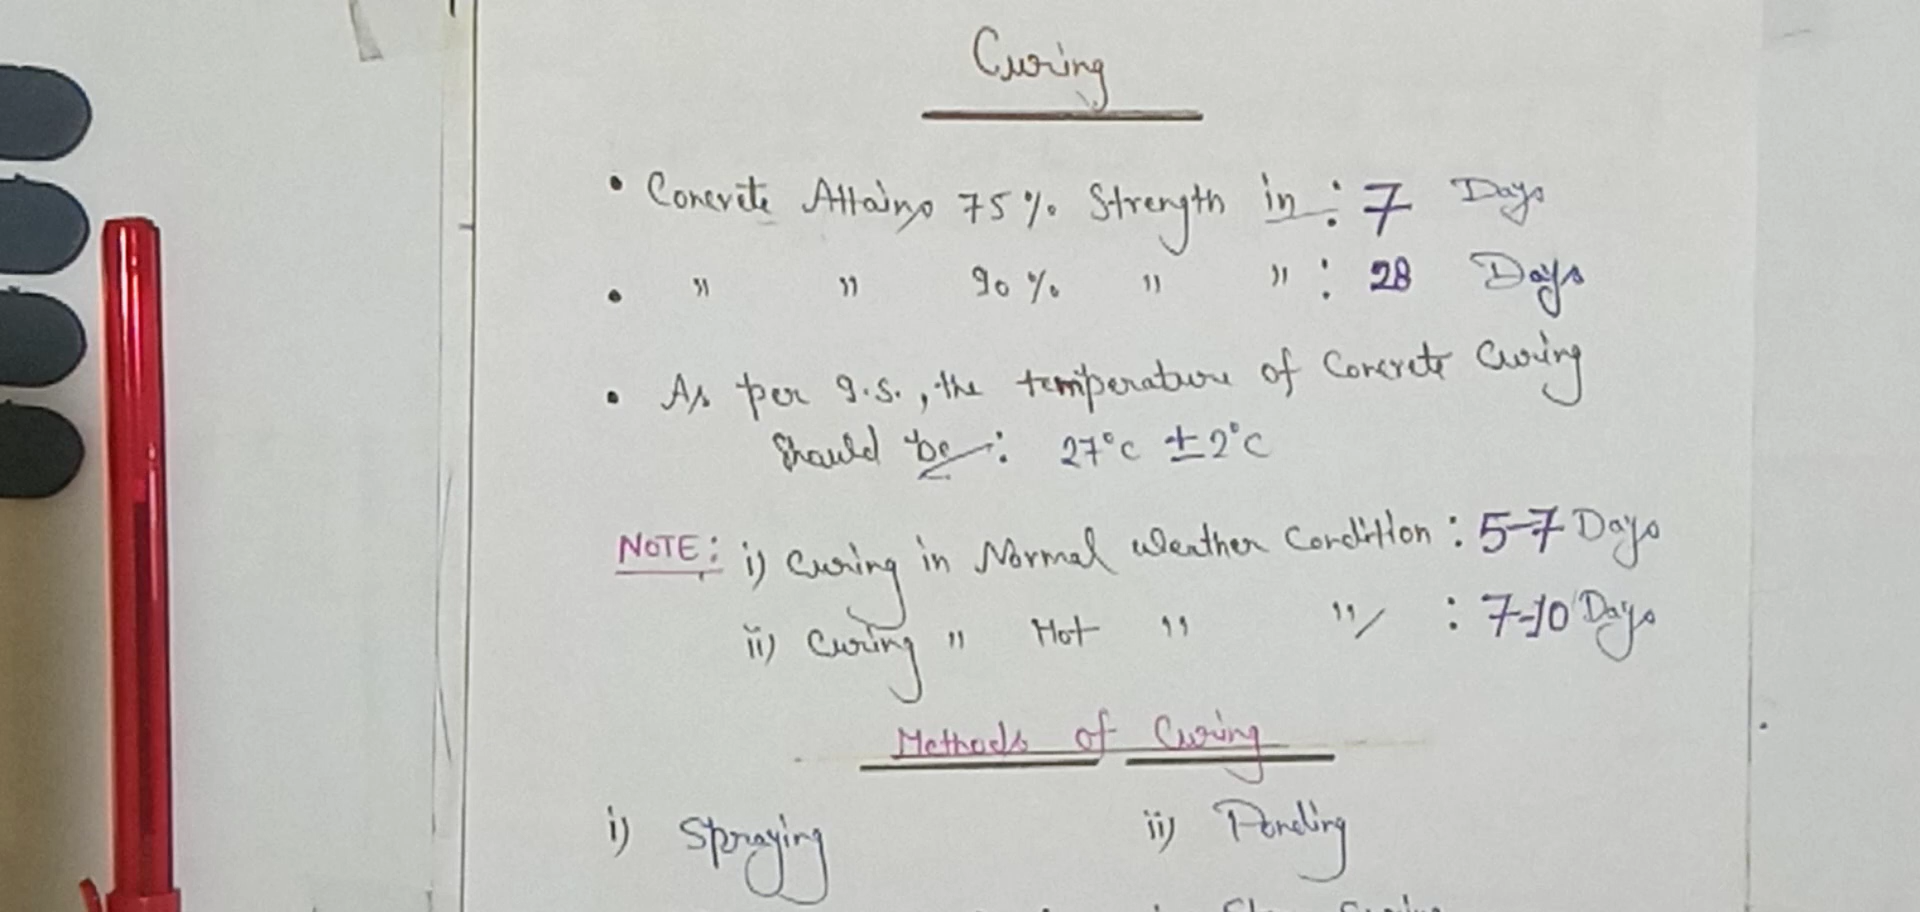 Curing
• Concrete Attains 75% Strength in : 7 Days
• " " 90% " " : 28 Days
• As per I.S., the temperature of Concrete Curing
Should be : 27°C ±2°C
NOTE: i) Curing in Normal Weather Condition : 5-7 Days
ii) Curing " Hot " " : 7-10 Days
Methods of Curing
i) Spraying ii) Ponding